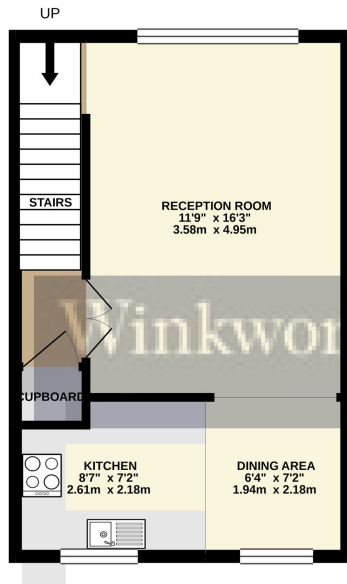 UP
STAIRS
RECEPTION ROOM
11'9" x 16'3"
3.58m x 4.95m
Winkwor
CUPBOARD
KITCHEN
8'7" x 7'2"
2.61m x 2.18m
DINING AREA
6'4" x 7'2"
1.94m x 2.18m